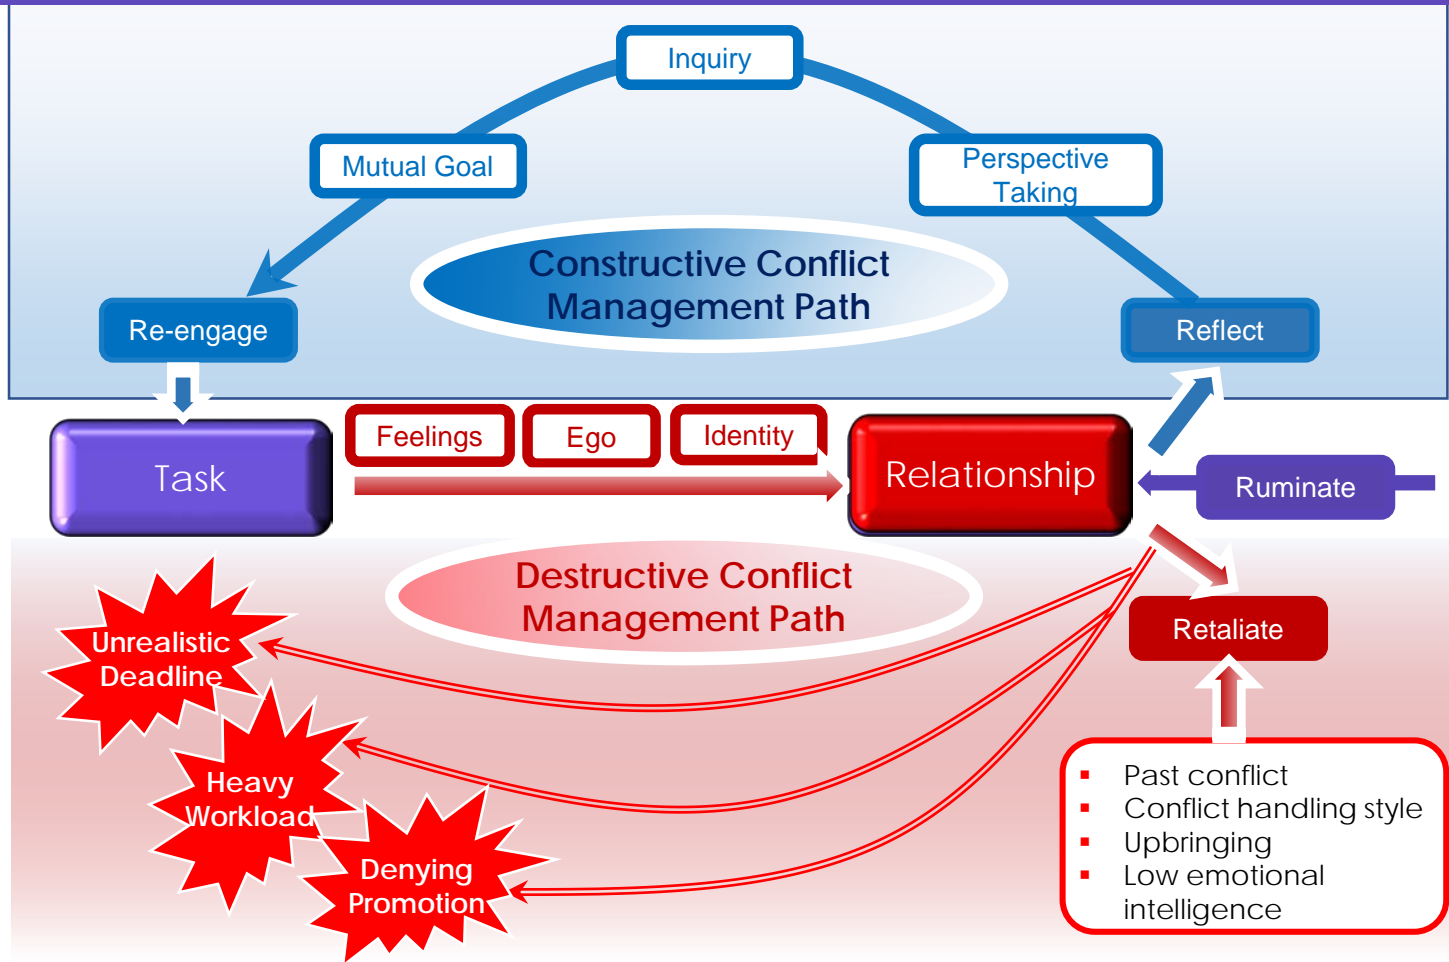 Inquiry
Mutual Goal
Perspective
Taking
Constructive Conflict
Management Path
Re-engage
Reflect
Feelings
Ego
Identity
Task
Relationship
Ruminate
Destructive Conflict
Management Path
Unrealistic
Deadline
Retaliate
Heavy
Workload
Denying
Promotion
▪ Past conflict
▪ Conflict handling style
▪ Upbringing
▪ Low emotional
intelligence